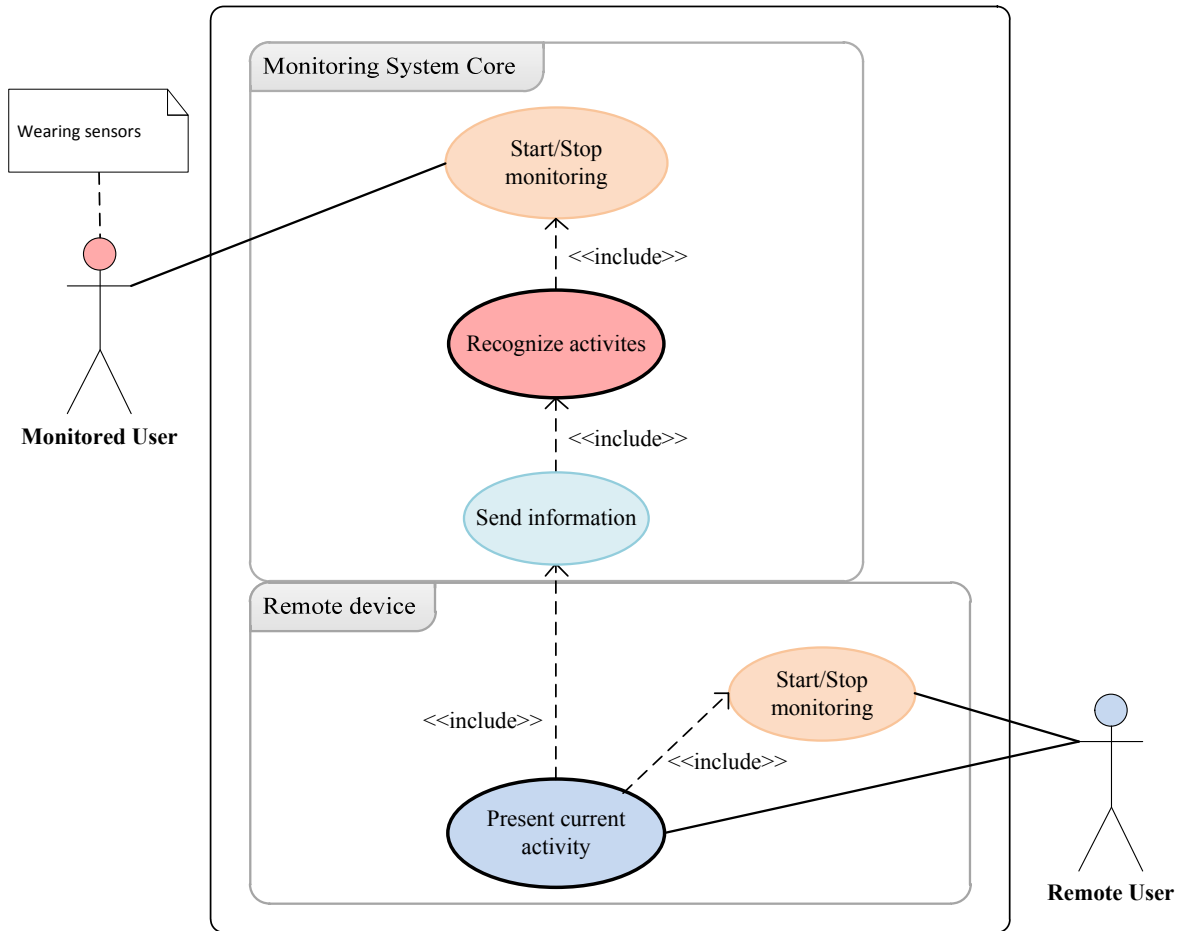 Monitoring System Core
Wearing sensors
Start/Stop
monitoring
<<include>>
Recognize activites
Monitored User
<<include>>
Send information
Remote device
Start/Stop
monitoring
<<include>>
<<include>>
Present current
activity
Remote User